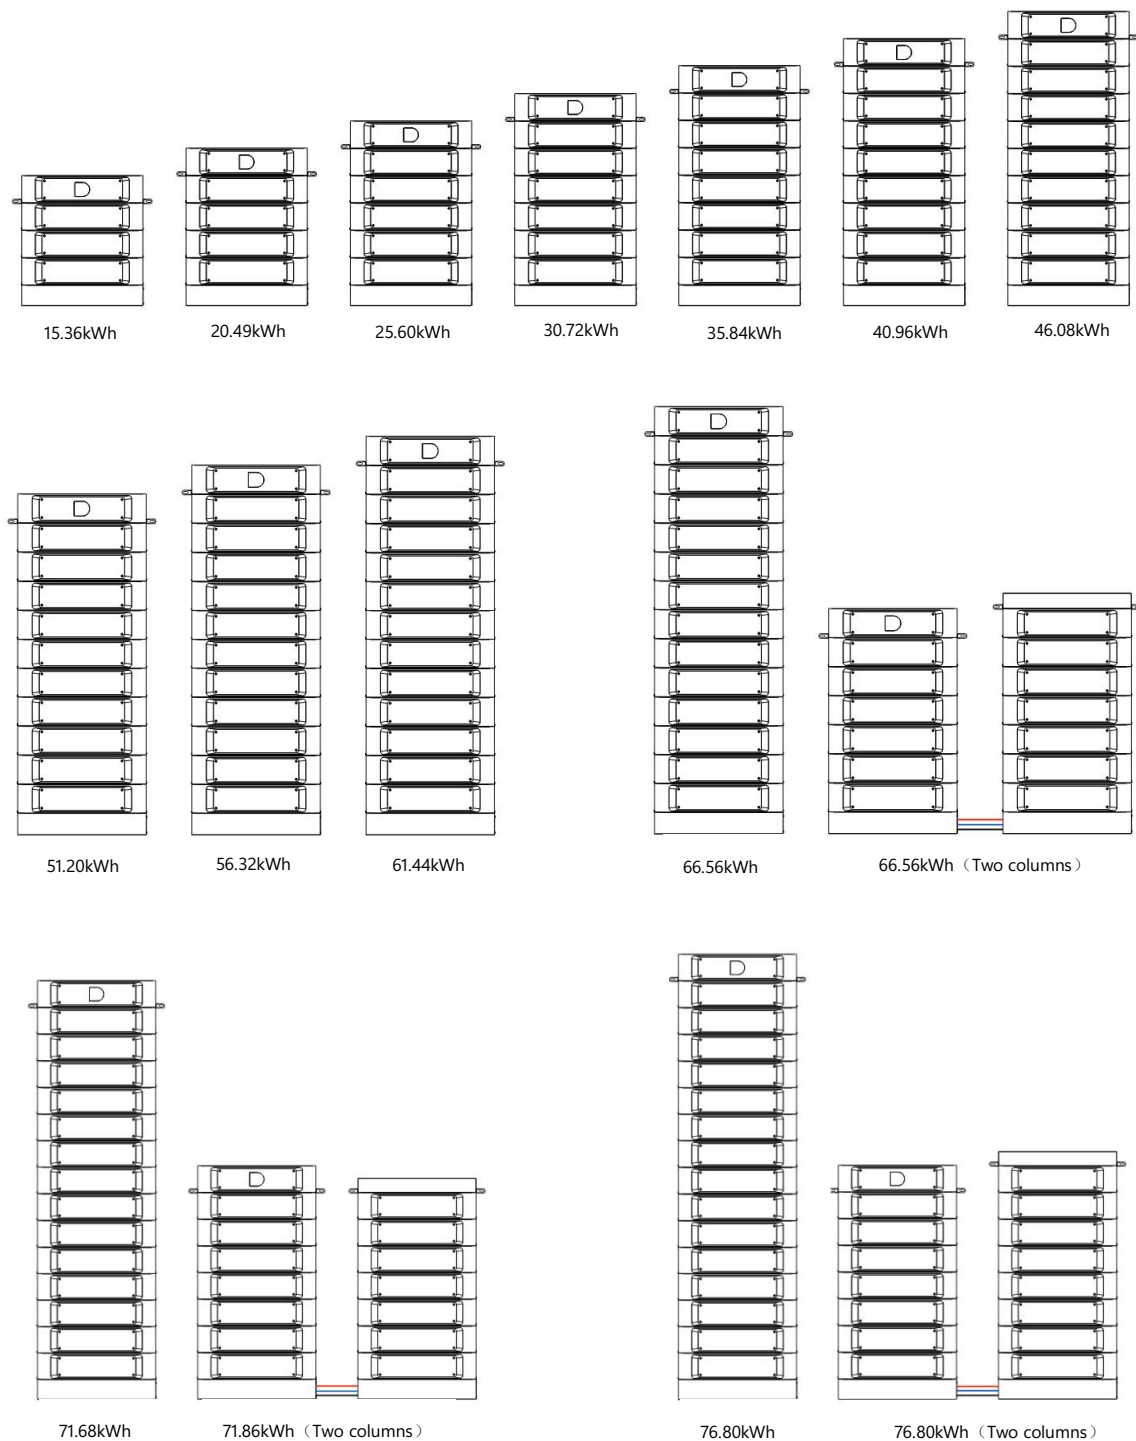 15.36kWh
20.49kWh
25.60kWh
30.72kWh
35.84kWh
40.96kWh
46.08kWh
51.20kWh
56.32kWh
61.44kWh
66.56kWh
66.56kWh（Two columns）
71.68kWh
71.86kWh（Two columns）
76.80kWh
76.80kWh（Two columns）